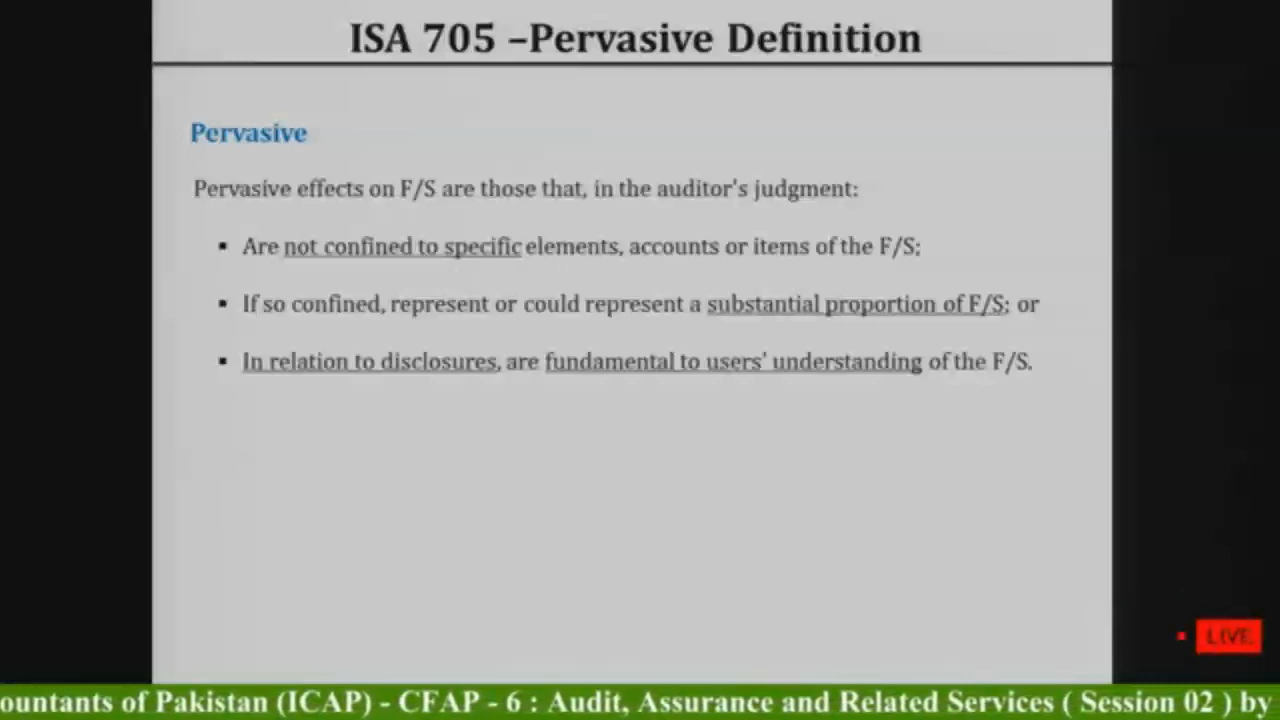 ISA 705 –Pervasive Definition
Pervasive
Pervasive effects on F/S are those that, in the auditor's judgment:
▪ Are not confined to specific elements, accounts or items of the F/S;
▪ If so confined, represent or could represent a substantial proportion of F/S; or
▪ In relation to disclosures, are fundamental to users' understanding of the F/S.
LIVE
ountants of Pakistan (ICAP) - CFAP - 6 : Audit, Assurance and Related Services ( Session 02 ) by